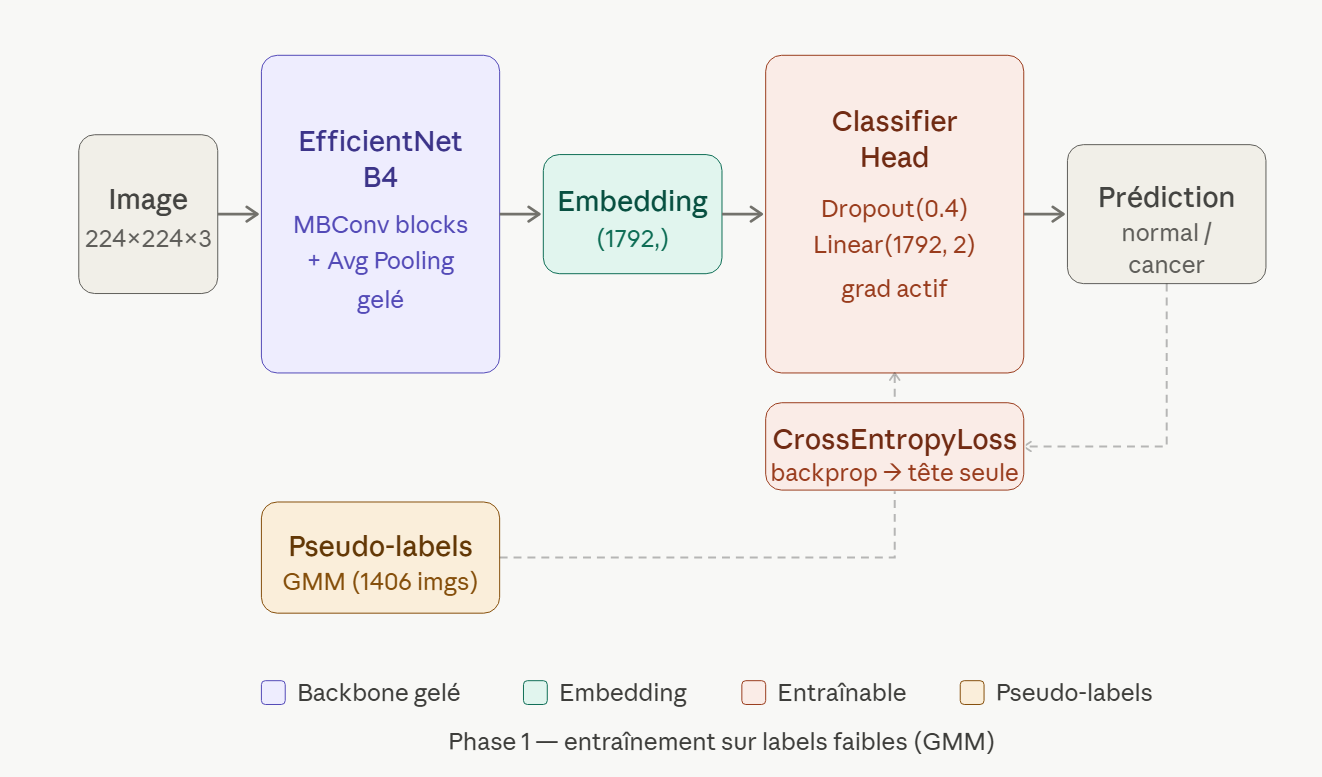 Image
224×224×3
EfficientNet
B4
MBConv blocks
+ Avg Pooling
gelé
Embedding
(1792,)
Classifier
Head
Dropout(0.4)
Linear(1792, 2)
grad actif
Prédiction
normal /
cancer
CrossEntropyLoss
backprop → tête seule
Pseudo-labels
GMM (1406 imgs)
Backbone gelé
Embedding
Entraînable
Pseudo-labels
Phase 1 — entraînement sur labels faibles (GMM)